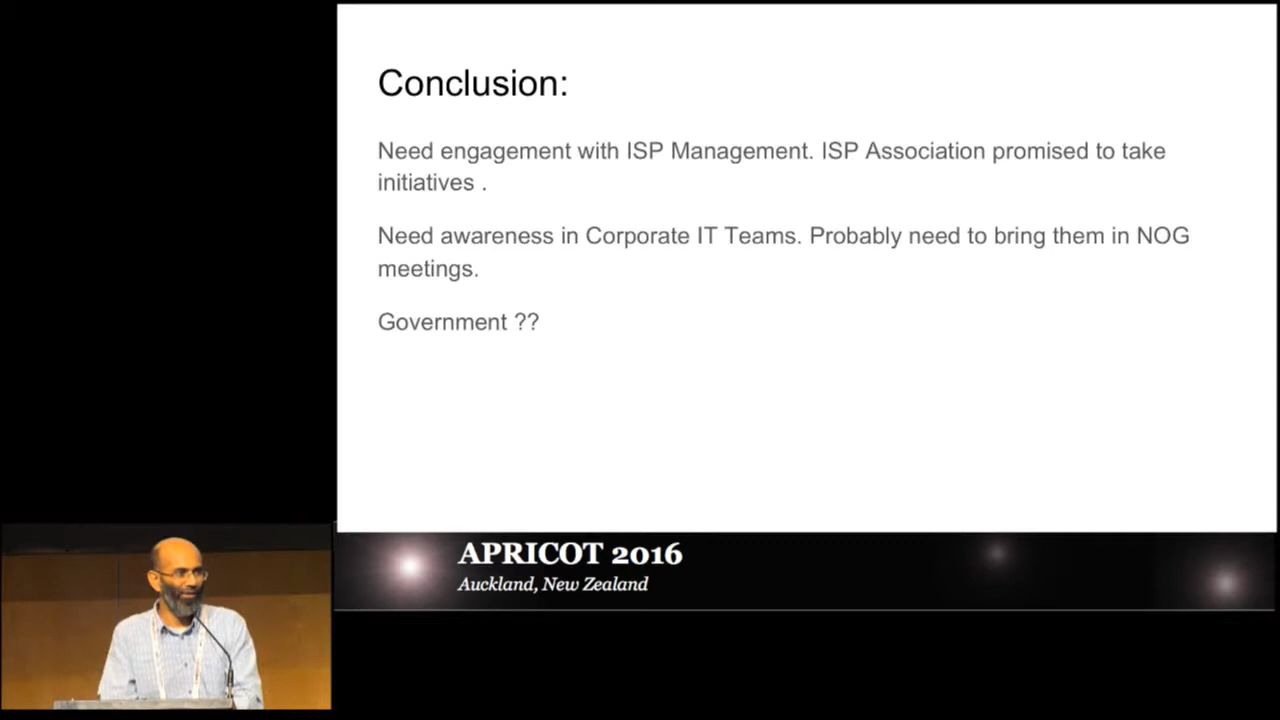 Conclusion:
Need engagement with ISP Management. ISP Association promised to take
initiatives .
Need awareness in Corporate IT Teams. Probably need to bring them in NOG
meetings.
Government ??
APRICOT 2016
Auckland, New Zealand